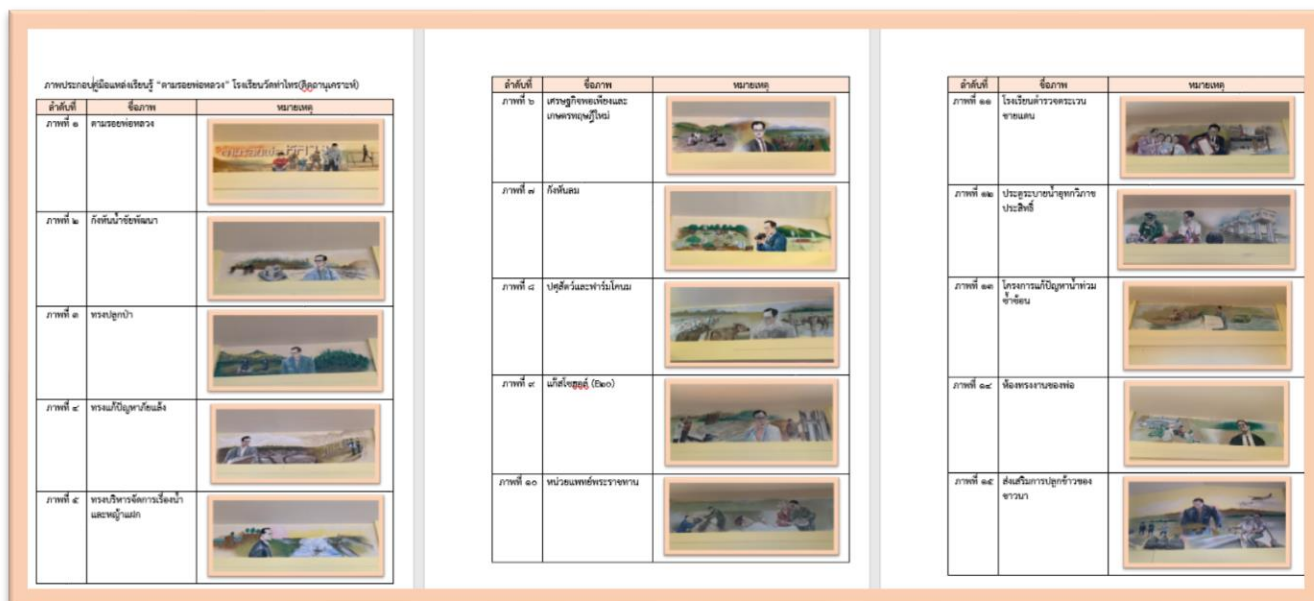 ภาพประกอบคู่มือแหล่งเรียนรู้ "ตามรอยพ่อหลวง" โรงเรียนวัดท่าไทร(ดิตถานุเคราะห์)
ลำดับที่ ชื่อภาพ หมายเหตุ
ภาพที่ ๑ ตามรอยพ่อหลวง
ภาพที่ ๒ กังหันน้ำชัยพัฒนา
ภาพที่ ๓ ทรงปลูกป่า
ภาพที่ ๔ ทรงแก้ปัญหาภัยแล้ง
ภาพที่ ๕ ทรงบริหารจัดการเรื่องน้ำ
และหญ้าแฝก
ลำดับที่ ชื่อภาพ หมายเหตุ
ภาพที่ ๖ เศรษฐกิจพอเพียงและ
เกษตรทฤษฎีใหม่
ภาพที่ ๗ กังหันลม
ภาพที่ ๘ ปศุสัตว์และฟาร์มโคนม
ภาพที่ ๙ แก๊สโซฮอล์ (E๒๐)
ภาพที่ ๑๐ หน่วยแพทย์พระราชทาน
ลำดับที่ ชื่อภาพ หมายเหตุ
ภาพที่ ๑๑ โรงเรียนตำรวจตระเวน
ชายแดน
ภาพที่ ๑๒ ประตูระบายน้ำอุทกวิภาช
ประสิทธิ์
ภาพที่ ๑๓ โครงการแก้ปัญหาน้ำท่วม
ซ้ำซ้อน
ภาพที่ ๑๔ ห้องทรงงานของพ่อ
ภาพที่ ๑๕ ส่งเสริมการปลูกข้าวของ
ชาวนา